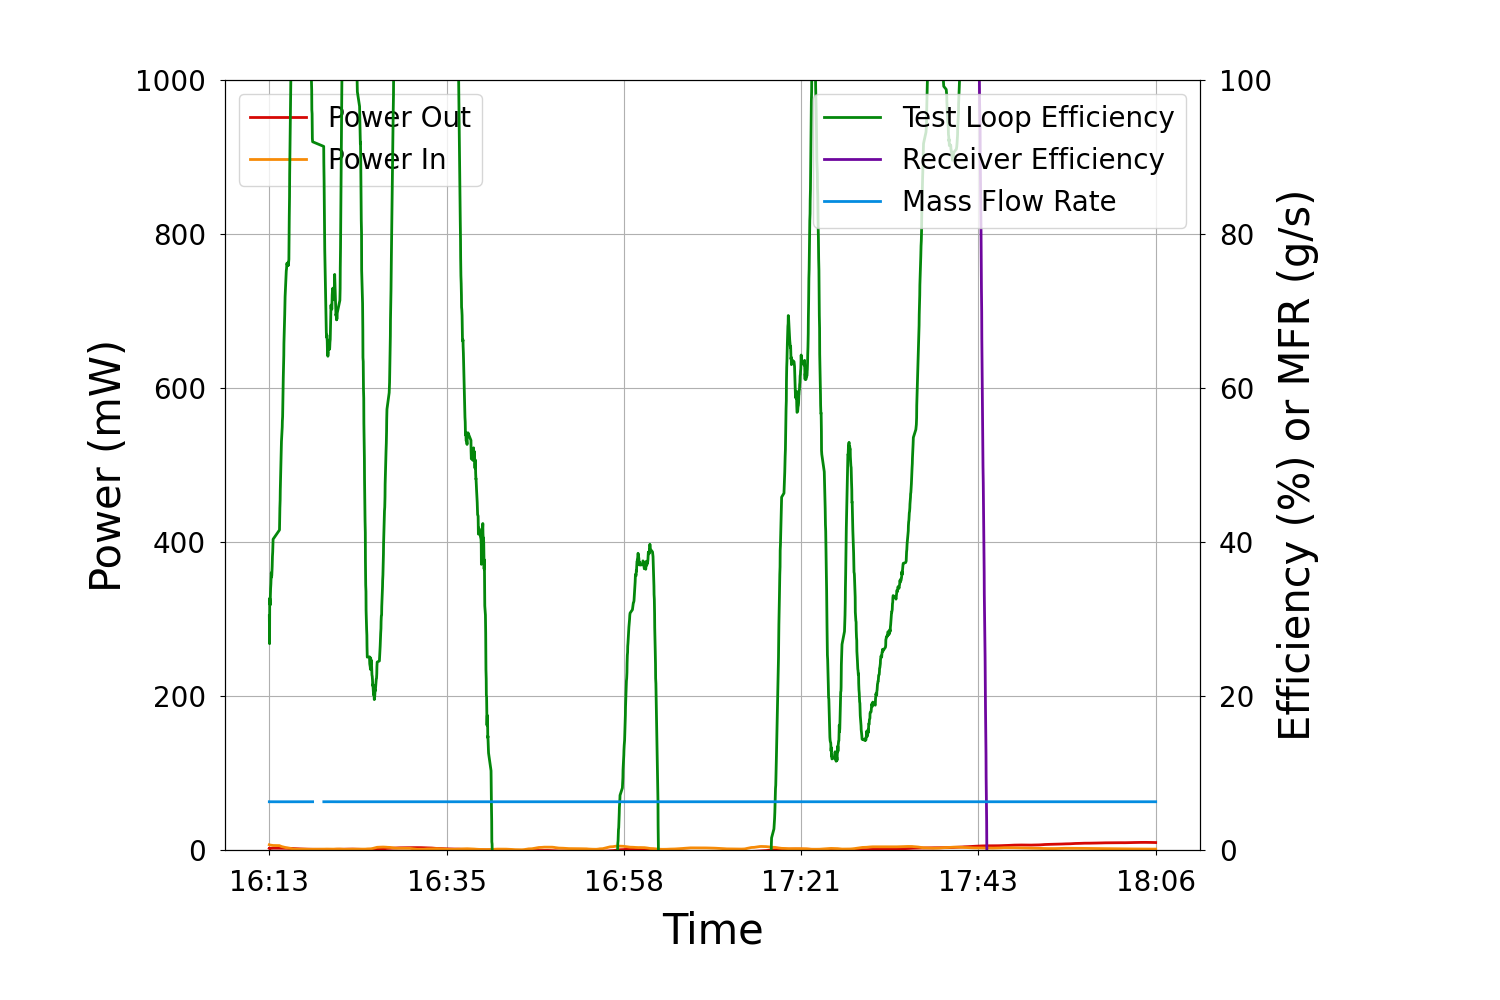 1000
800
600
400
200
0
Power (mW)
Power Out
Power In
Test Loop Efficiency
Receiver Efficiency
Mass Flow Rate
100
80
60
40
20
0
Efficiency (%) or MFR (g/s)
16:13 16:35 16:58 17:21 17:43 18:06
Time